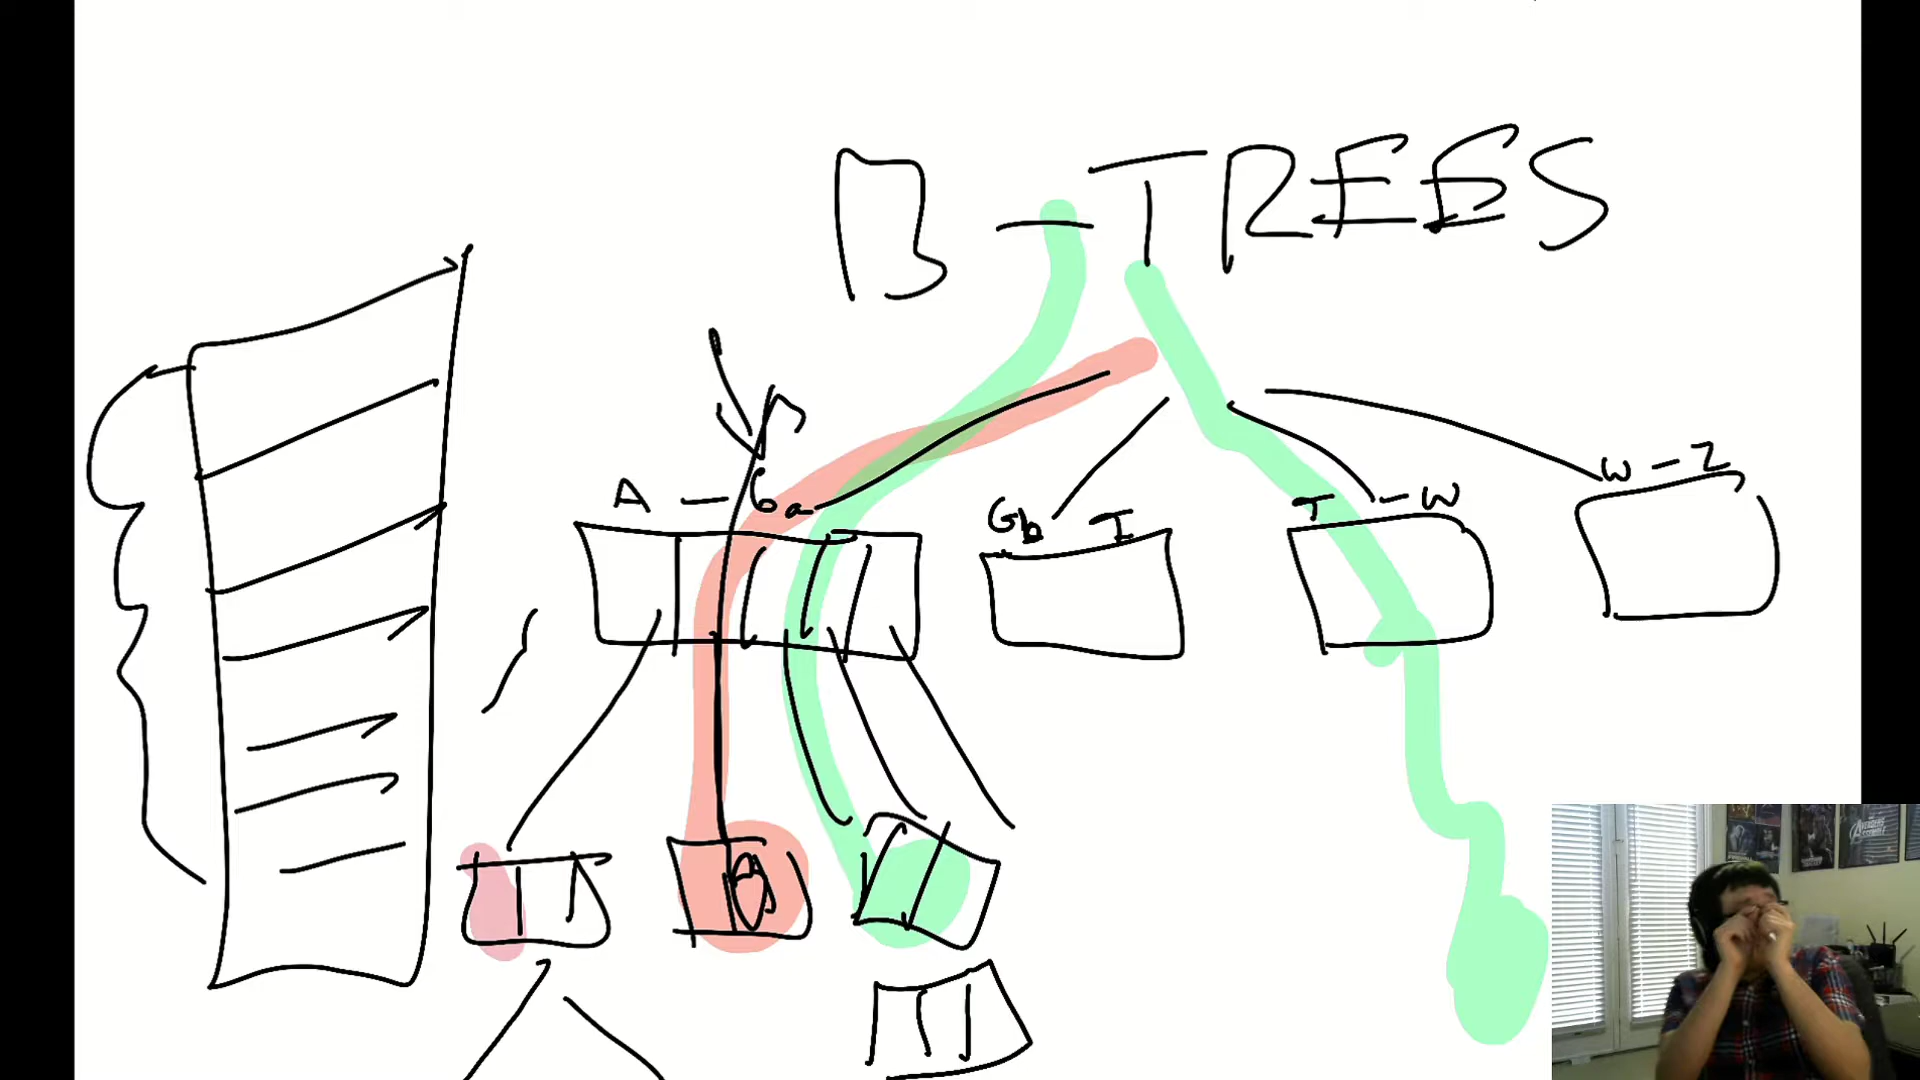 B-TREES
A - Ga
Gb I
T - W
W - Z